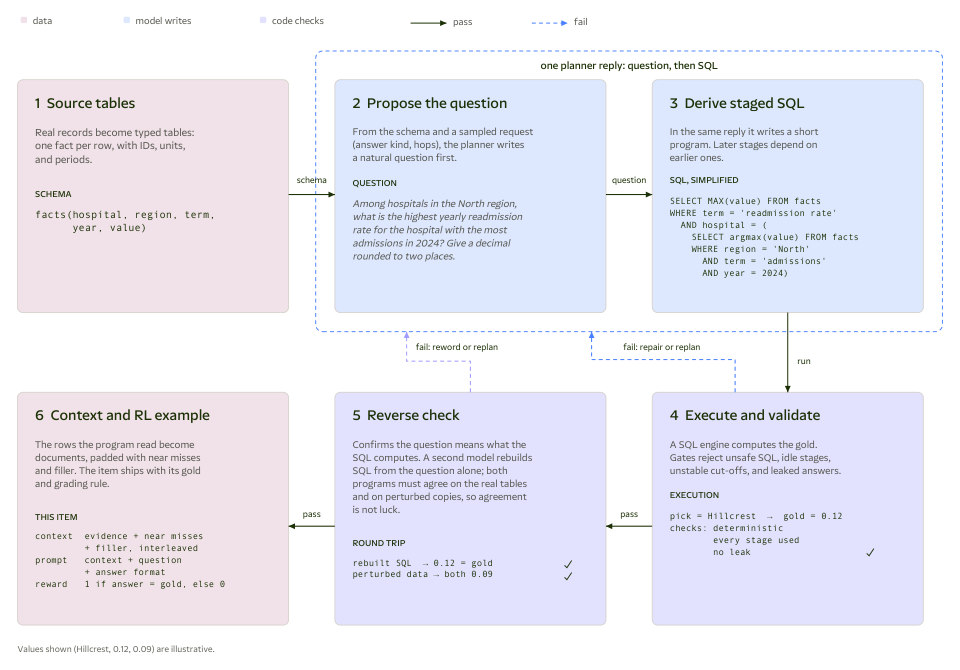 data
model writes
code checks
pass
fail
one planner reply: question, then SQL
1 Source tables
Real records become typed tables:
one fact per row, with IDs, units,
and periods.
SCHEMA
facts(hospital, region, term,
year, value)
schema
2 Propose the question
From the schema and a sampled request
(answer kind, hops), the planner writes
a natural question first.
QUESTION
Among hospitals in the North region,
what is the highest yearly readmission
rate for the hospital with the most
admissions in 2024? Give a decimal
rounded to two places.
question
3 Derive staged SQL
In the same reply it writes a short
program. Later stages depend on
earlier ones.
SQL, SIMPLIFIED
SELECT MAX(value) FROM facts
WHERE term = 'readmission rate'
AND hospital = (
SELECT argmax(value) FROM facts
WHERE region = 'North'
AND term = 'admissions'
AND year = 2024)
fail: reword or replan
fail: repair or replan
run
6 Context and RL example
The rows the program read become
documents, padded with near misses
and filler. The item ships with its gold
and grading rule.
THIS ITEM
context evidence + near misses
+ filler, interleaved
prompt context + question
+ answer format
reward 1 if answer = gold, else 0
pass
5 Reverse check
Confirms the question means what the
SQL computes. A second model rebuilds
SQL from the question alone; both
programs must agree on the real tables
and on perturbed copies, so agreement
is not luck.
ROUND TRIP
rebuilt SQL → 0.12 = gold ✓
perturbed data → both 0.09 ✓
pass
4 Execute and validate
A SQL engine computes the gold.
Gates reject unsafe SQL, idle stages,
unstable cut-offs, and leaked answers.
EXECUTION
pick = Hillcrest → gold = 0.12
checks: deterministic
every stage used
no leak ✓
Values shown (Hillcrest, 0.12, 0.09) are illustrative.